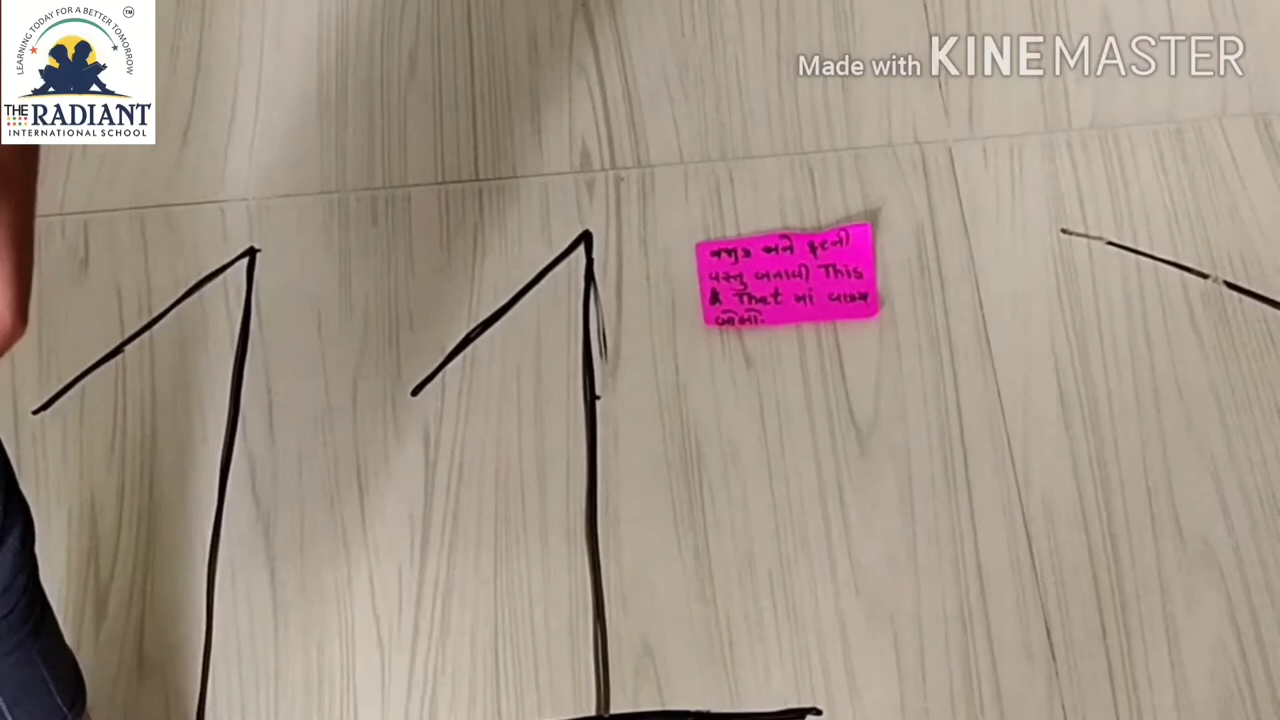 LEARNING TODAY FOR A BETTER TOMORROW
TM
THE RADIANT
INTERNATIONAL SCHOOL
Made with KINEMASTER
નજીક અને દુરની
વસ્તુ બતાવી This
& That માં વાક્ય
બોલો.